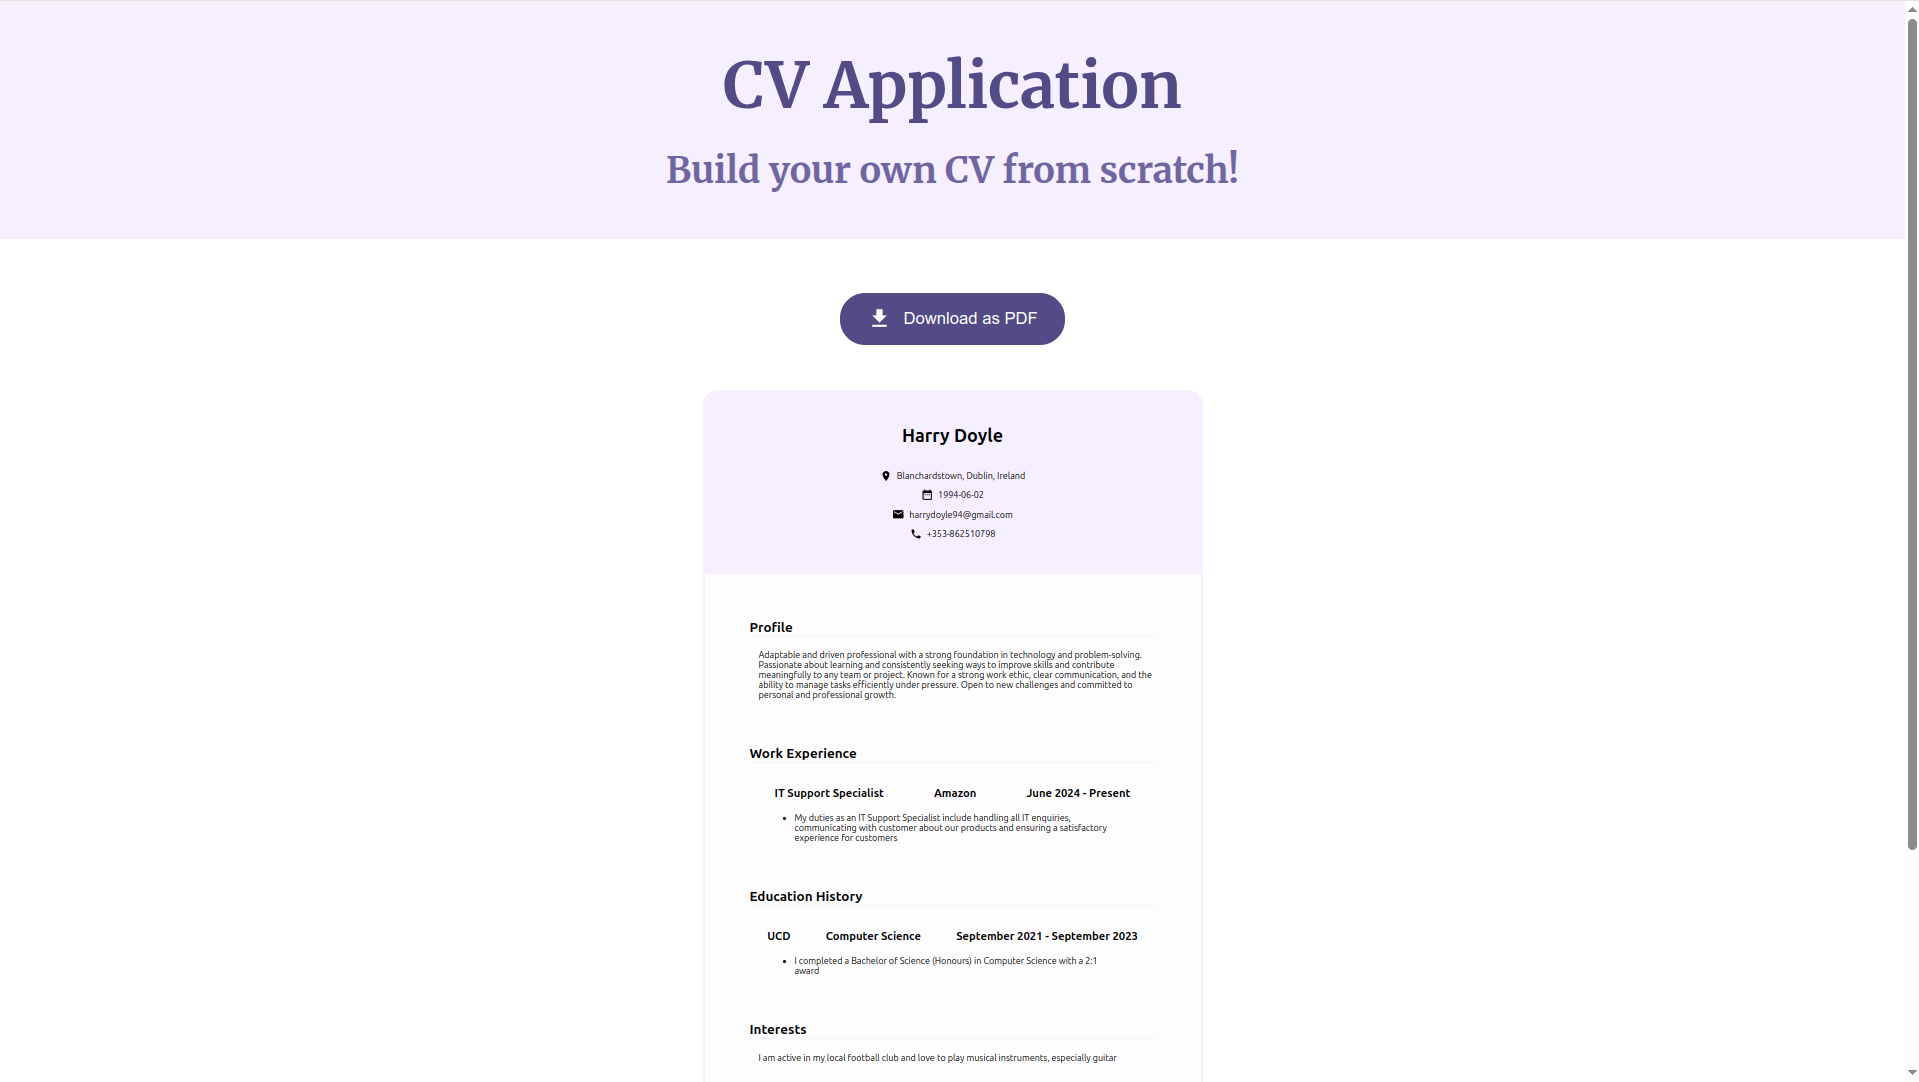 CV Application
Build your own CV from scratch!
Download as PDF
Harry Doyle
Blanchardstown, Dublin, Ireland
1994-06-02
harrydoyle94@gmail.com
+353-862510798
Profile
Adaptable and driven professional with a strong foundation in technology and problem-solving.
Passionate about learning and consistently seeking ways to improve skills and contribute
meaningfully to any team or project. Known for a strong work ethic, clear communication, and the
ability to manage tasks efficiently under pressure. Open to new challenges and committed to
personal and professional growth.
Work Experience
IT Support Specialist Amazon June 2024 - Present
• My duties as an IT Support Specialist include handling all IT enquiries,
communicating with customer about our products and ensuring a satisfactory
experience for customers
Education History
UCD Computer Science September 2021 - September 2023
• I completed a Bachelor of Science (Honours) in Computer Science with a 2:1
award
Interests
I am active in my local football club and love to play musical instruments, especially guitar